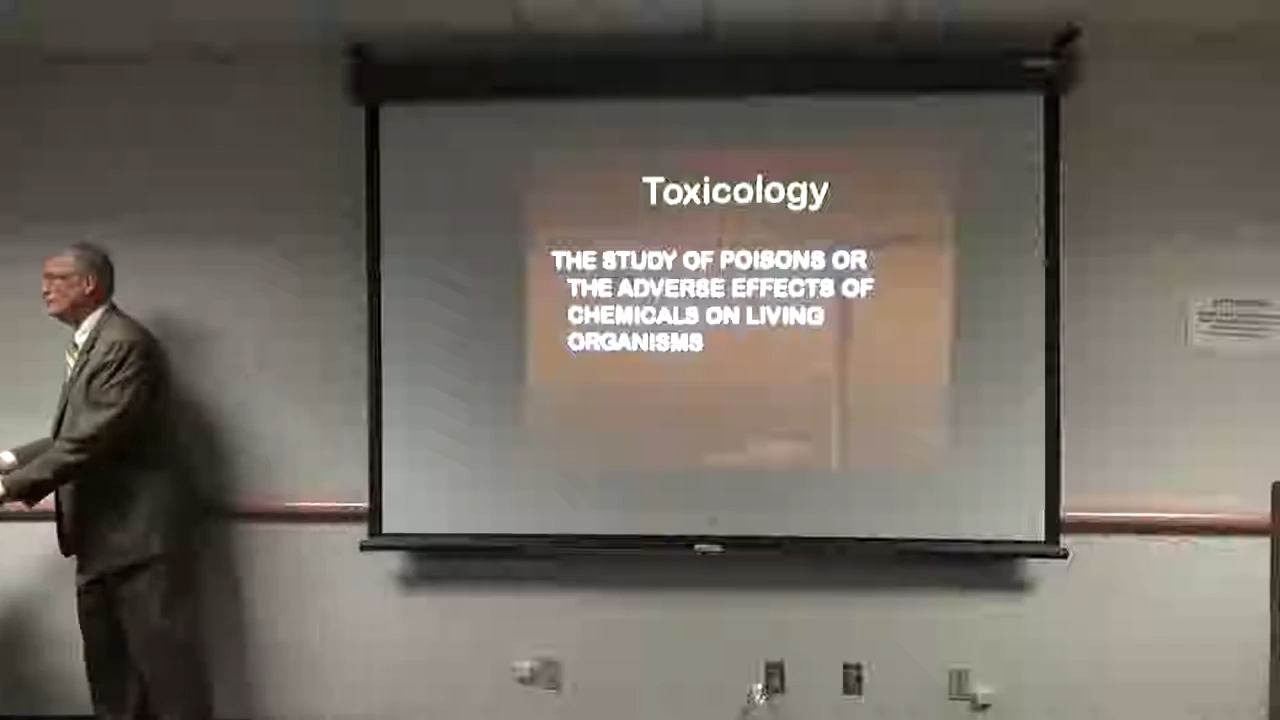 Toxicology
THE STUDY OF POISONS OR
THE ADVERSE EFFECTS OF
CHEMICALS ON LIVING
ORGANISMS